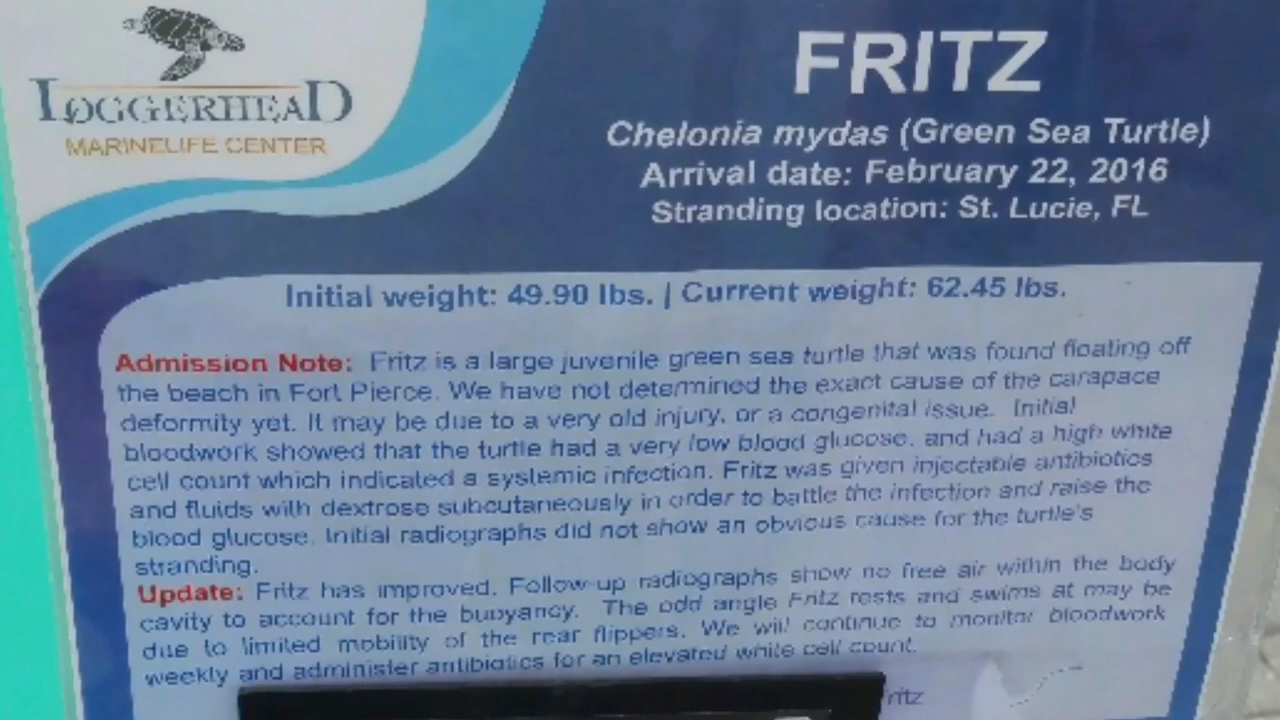 LOGGERHEAD
MARINELIFE CENTER
FRITZ
Chelonia mydas (Green Sea Turtle)
Arrival date: February 22, 2016
Stranding location: St. Lucie, FL
Initial weight: 49.90 lbs. | Current weight: 62.45 lbs.
Admission Note: Fritz is a large juvenile green sea turtle that was found floating off
the beach in Fort Pierce. We have not determined the exact cause of the carapace
deformity yet. It may be due to a very old injury, or a congenital issue. Initial
bloodwork showed that the turtle had a very low blood glucose, and had a high white
cell count which indicated a systemic infection. Fritz was given injectable antibiotics
and fluids with dextrose subcutaneously in order to battle the infection and raise the
blood glucose. Initial radiographs did not show an obvious cause for the turtle's
stranding.
Update: Fritz has improved. Follow-up radiographs show no free air within the body
cavity to account for the buoyancy. The odd angle Fritz rests and swims at may be
due to limited mobility of the rear flippers. We will continue to monitor bloodwork
weekly and administer antibiotics for an elevated white cell count.
ritz